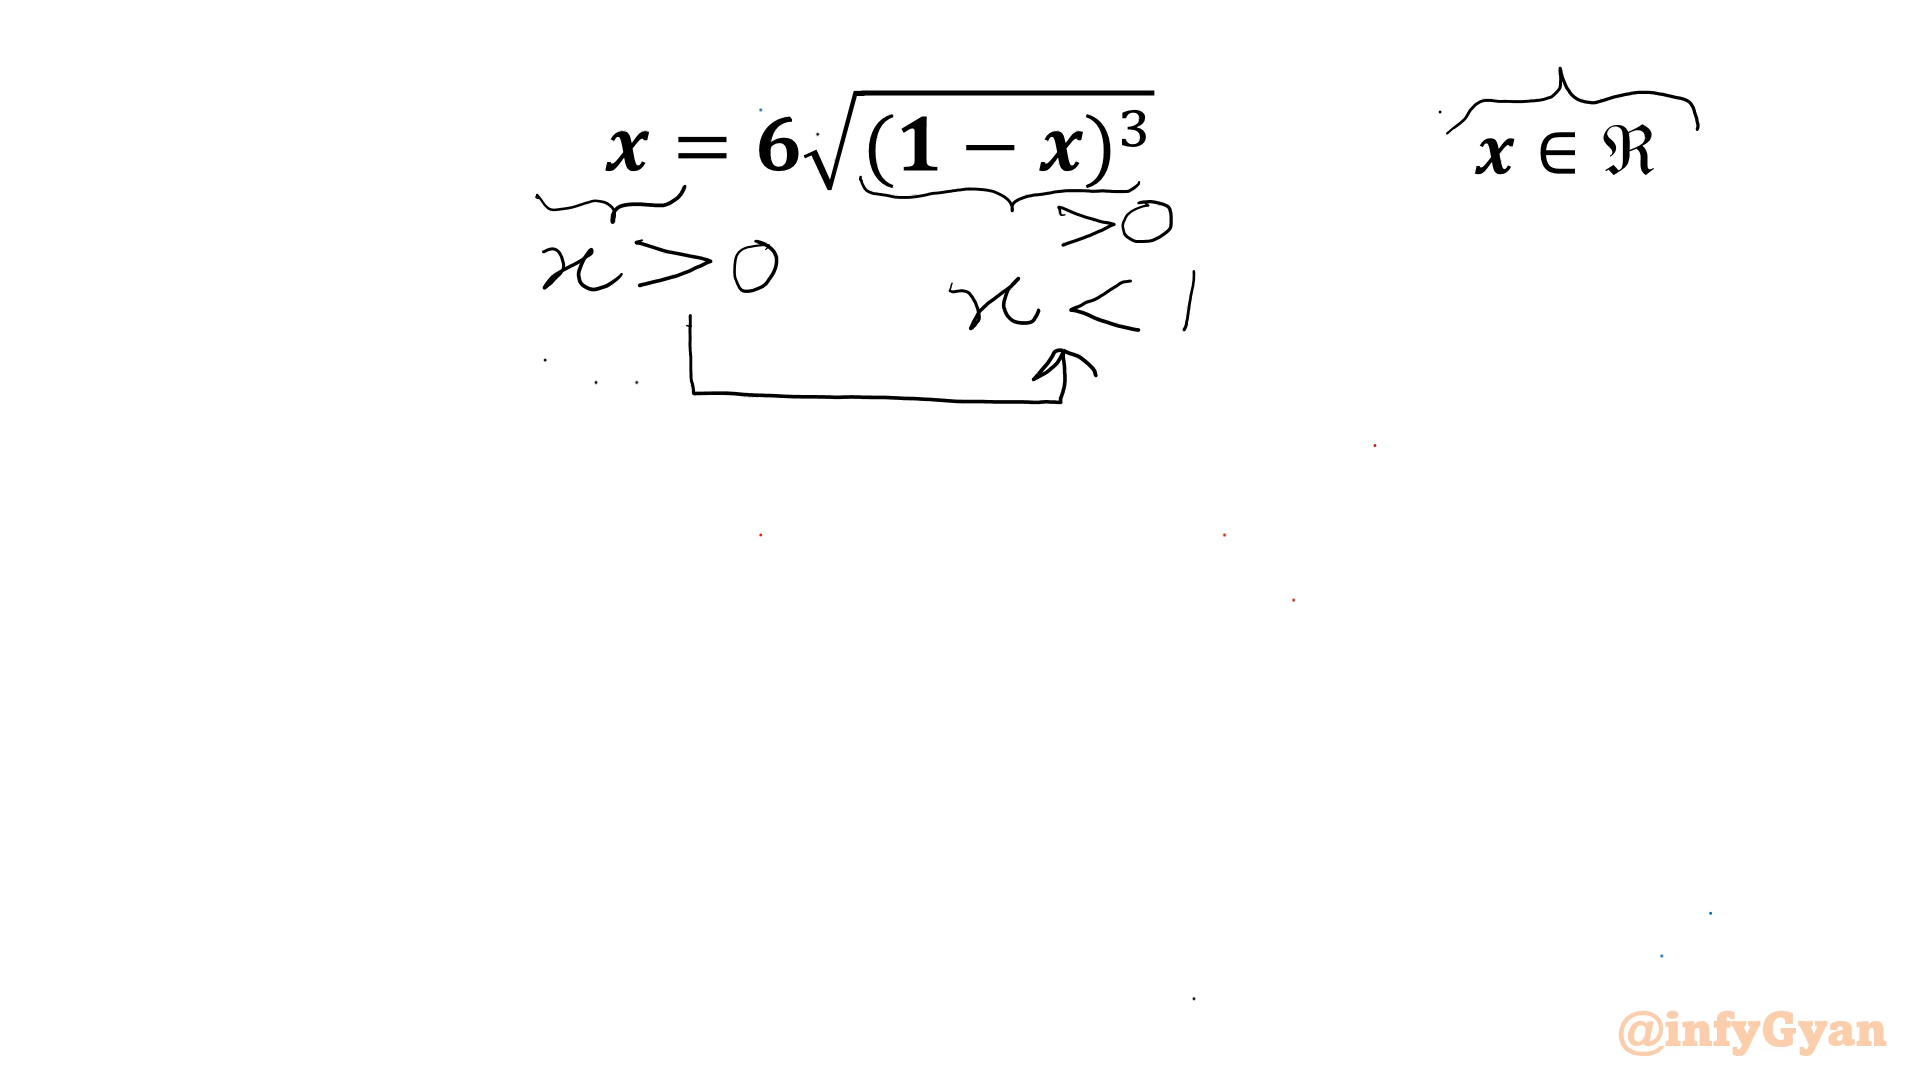 x = 6√(1 − x)³
x ∈ ℜ
> 0
x > 0
x < 1
@infyGyan